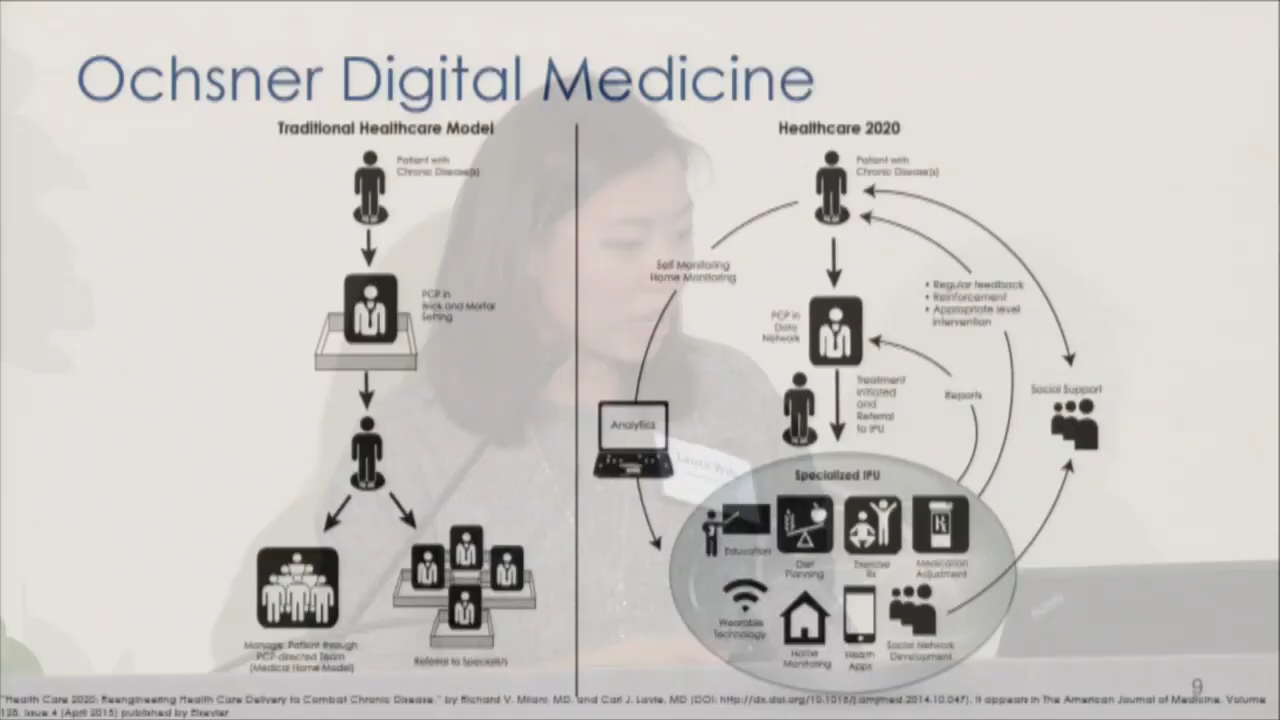 Ochsner Digital Medicine
Traditional Healthcare Model
Patient with
Chronic Disease(s)
PCP in
Brick and Mortar
Setting
Manage Patient through
PCP-directed Team
(Medical Home Model)
Referral to Specialists
Healthcare 2020
Patient with
Chronic Disease(s)
Self Monitoring
Home Monitoring
• Regular feedback
• Reinforcement
• Appropriate level
intervention
PCP in
Data
Network
Treatment
initiated
and
Referral
to IPU
Reports
Social Support
Analytics
Laura
Specialized IPU
Education
Diet
Planning
Exercise
Rx
Medication
Adjustment
Wearable
Technology
Home
Monitoring
Health
Apps
Social Network
Development
9
"Health Care 2020: Reengineering Health Care Delivery to Combat Chronic Disease." by Richard V. Milani, MD, and Carl J. Lavie, MD (DOI: http://dx.doi.org/10.1016/j.amjmed.2014.10.047). It appears in The American Journal of Medicine, Volume
128, Issue 4 (April 2015) published by Elsevier